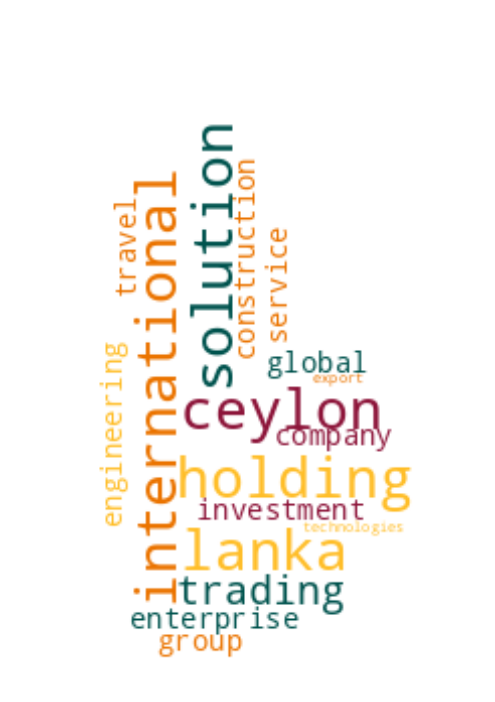 solution
construction
international
travel
service
engineering
global
export
ceylon
company
holding
investment
technologies
lanka
trading
enterprise
group